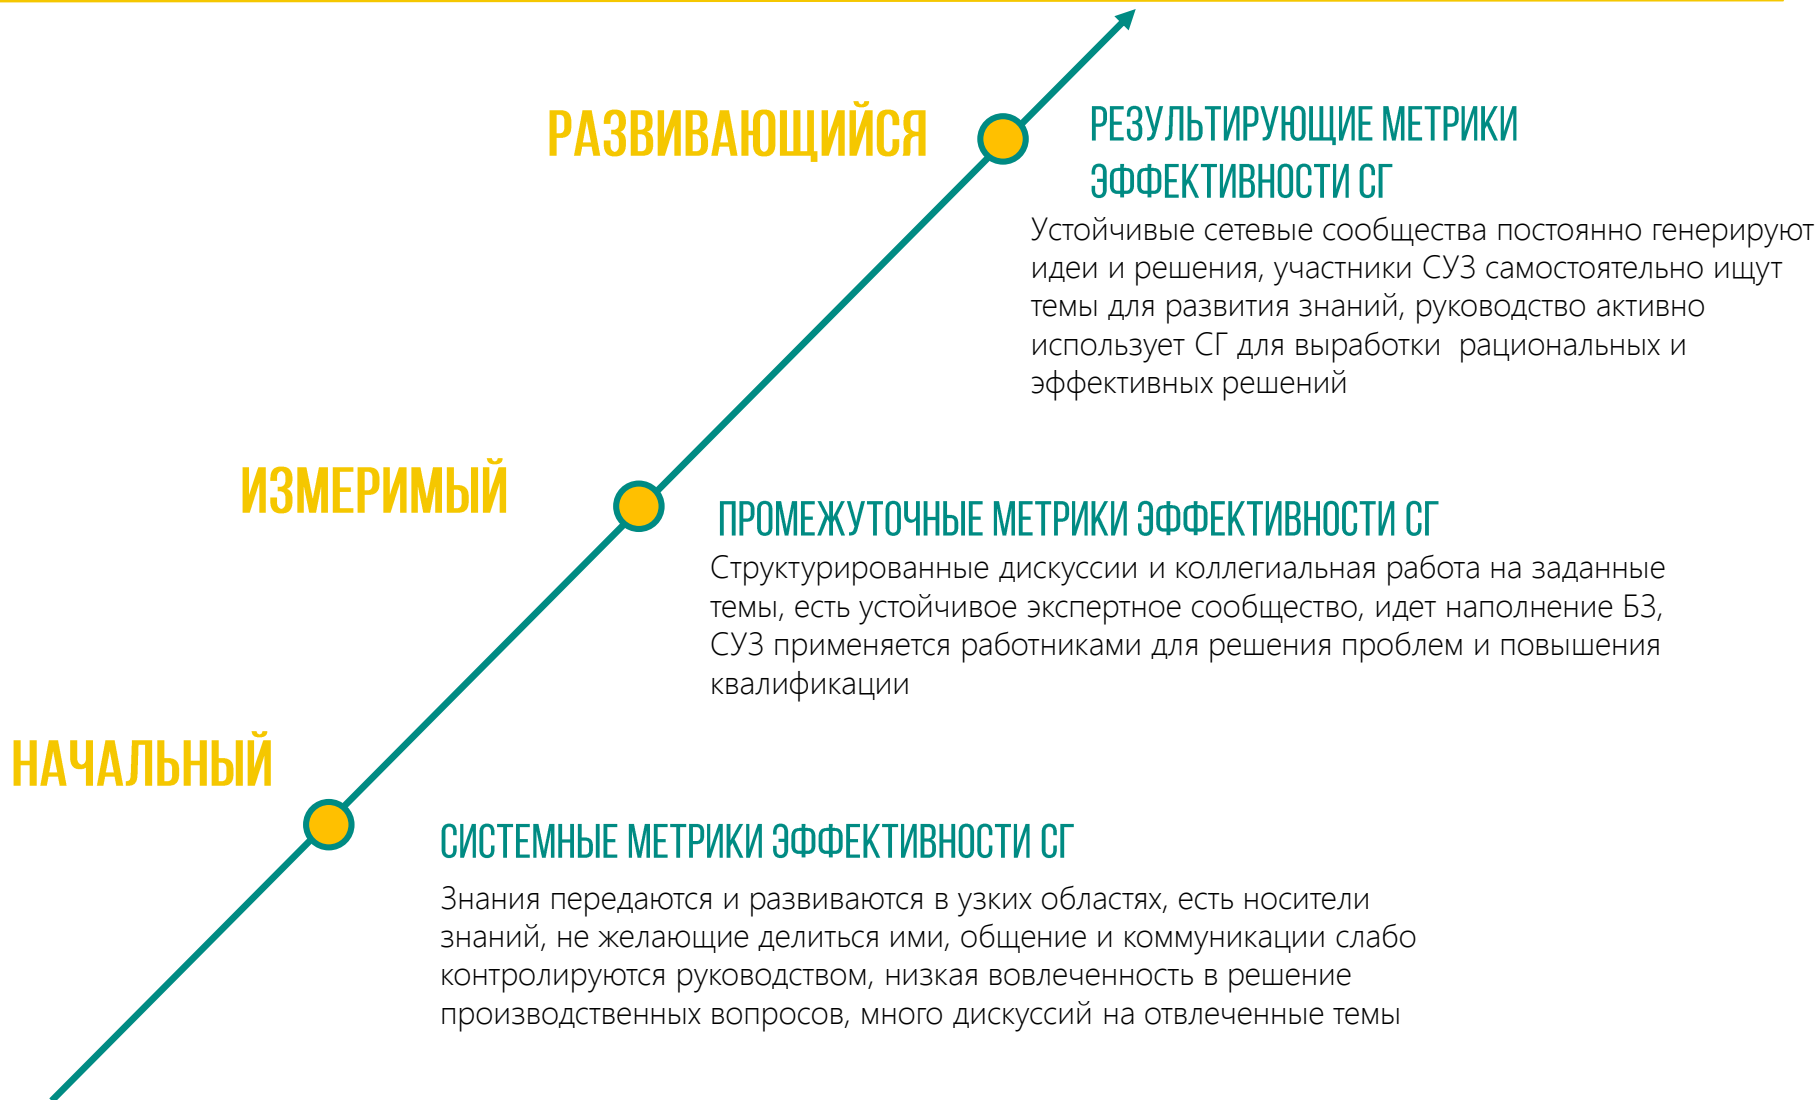 РАЗВИВАЮЩИЙСЯ
РЕЗУЛЬТИРУЮЩИЕ МЕТРИКИ
ЭФФЕКТИВНОСТИ СГ
Устойчивые сетевые сообщества постоянно генерируют
идеи и решения, участники СУЗ самостоятельно ищут
темы для развития знаний, руководство активно
использует СГ для выработки  рациональных и
эффективных решений
ИЗМЕРИМЫЙ
ПРОМЕЖУТОЧНЫЕ МЕТРИКИ ЭФФЕКТИВНОСТИ СГ
Структурированные дискуссии и коллегиальная работа на заданные
темы, есть устойчивое экспертное сообщество, идет наполнение БЗ,
СУЗ применяется работниками для решения проблем и повышения
квалификации
НАЧАЛЬНЫЙ
СИСТЕМНЫЕ МЕТРИКИ ЭФФЕКТИВНОСТИ СГ
Знания передаются и развиваются в узких областях, есть носители
знаний, не желающие делиться ими, общение и коммуникации слабо
контролируются руководством, низкая вовлеченность в решение
производственных вопросов, много дискуссий на отвлеченные темы